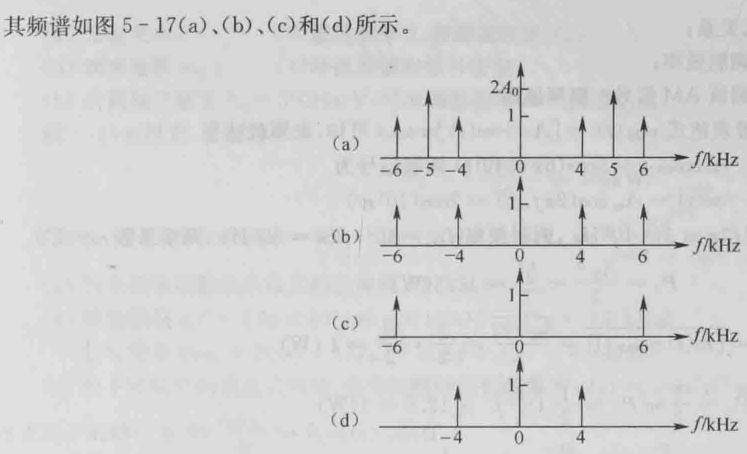 其频谱如图 5-17(a)、(b)、(c)和(d)所示。
2A₀
1
(a)
-6 -5 -4 0 4 5 6 f/kHz
1
(b)
-6 -4 0 4 6 f/kHz
1
(c)
-6 0 6 f/kHz
1
(d)
-4 0 4 f/kHz